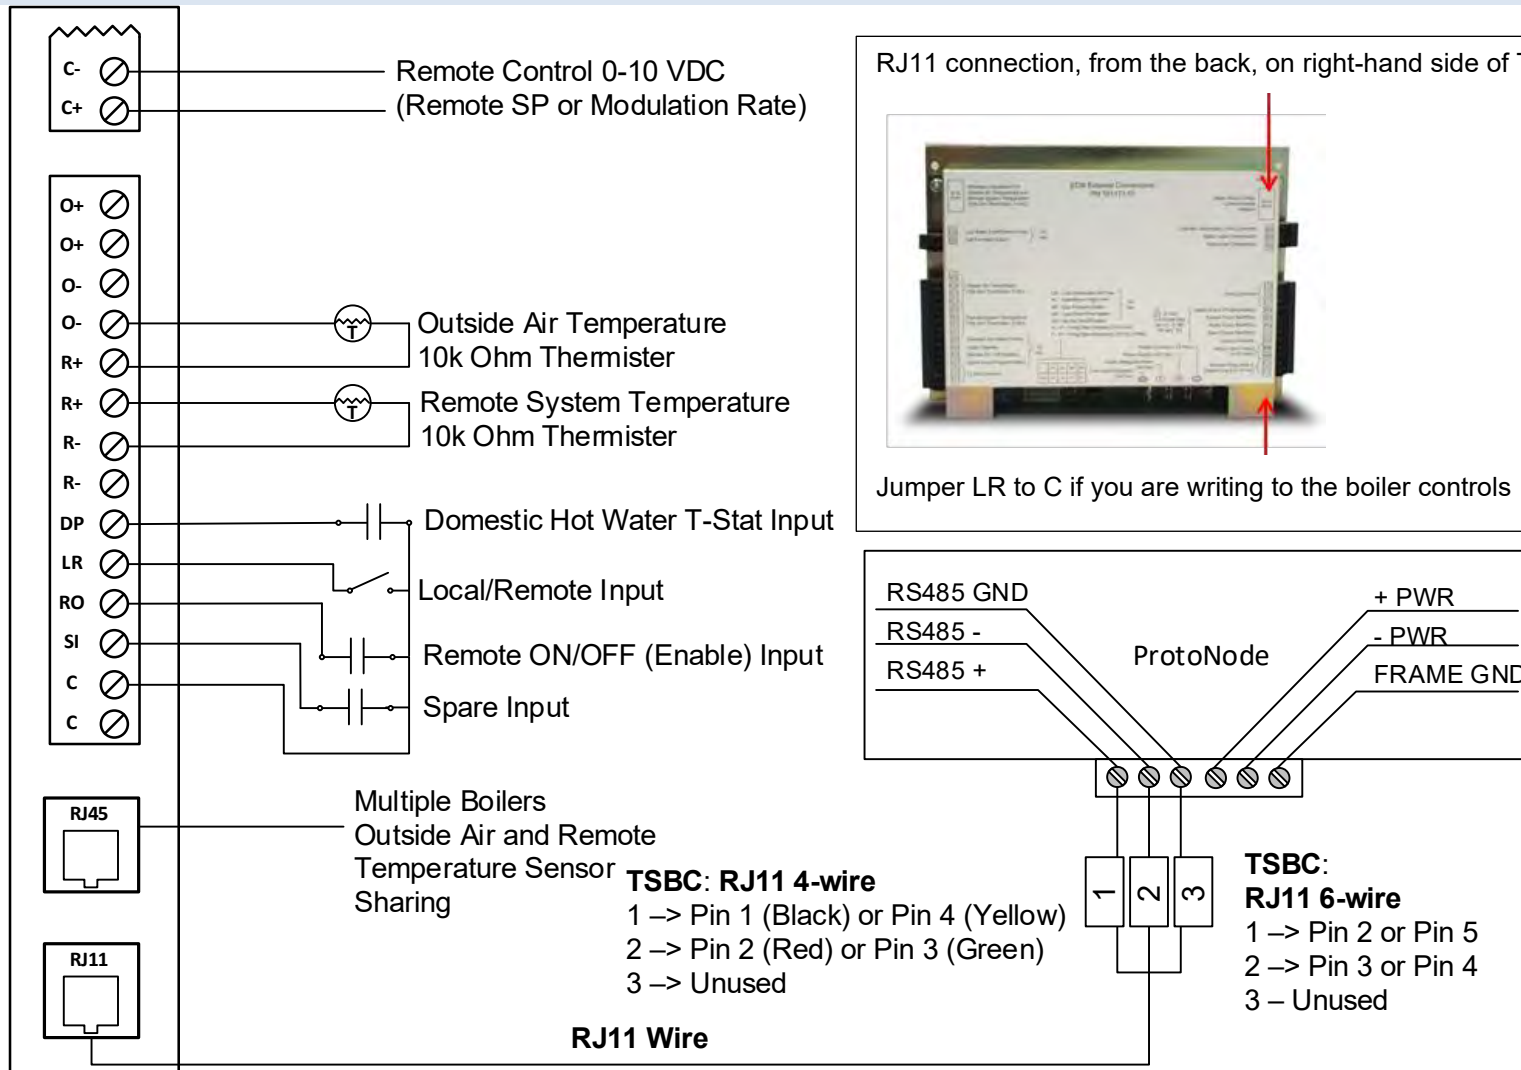 C-
C+
Remote Control 0-10 VDC
(Remote SP or Modulation Rate)
O+
O+
O-
O-
R+
R+
R-
R-
DP
LR
RO
SI
C
C
T
Outside Air Temperature
10k Ohm Thermister
T
Remote System Temperature
10k Ohm Thermister
Domestic Hot Water T-Stat Input
Local/Remote Input
Remote ON/OFF (Enable) Input
Spare Input
RJ45
Multiple Boilers
Outside Air and Remote
Temperature Sensor
Sharing
RJ11
RJ11 Wire
RJ11 connection, from the back, on right-hand side of T
Jumper LR to C if you are writing to the boiler controls
RS485 GND
RS485 -
RS485 +
ProtoNode
+ PWR
- PWR
FRAME GND
1
2
3
TSBC: RJ11 4-wire
1 –> Pin 1 (Black) or Pin 4 (Yellow)
2 –> Pin 2 (Red) or Pin 3 (Green)
3 –> Unused
TSBC:
RJ11 6-wire
1 –> Pin 2 or Pin 5
2 –> Pin 3 or Pin 4
3 – Unused